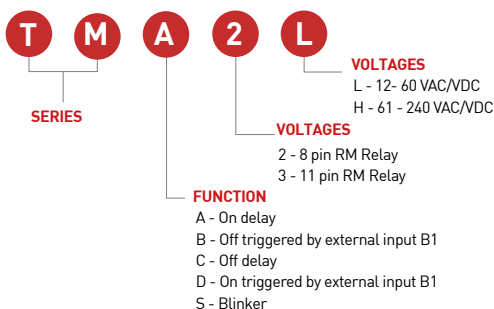 T M A 2 L
VOLTAGES
L - 12- 60 VAC/VDC
H - 61 - 240 VAC/VDC
SERIES
VOLTAGES
2 - 8 pin RM Relay
3 - 11 pin RM Relay
FUNCTION
A - On delay
B - Off triggered by external input B1
C - Off delay
D - On triggered by external input B1
S - Blinker